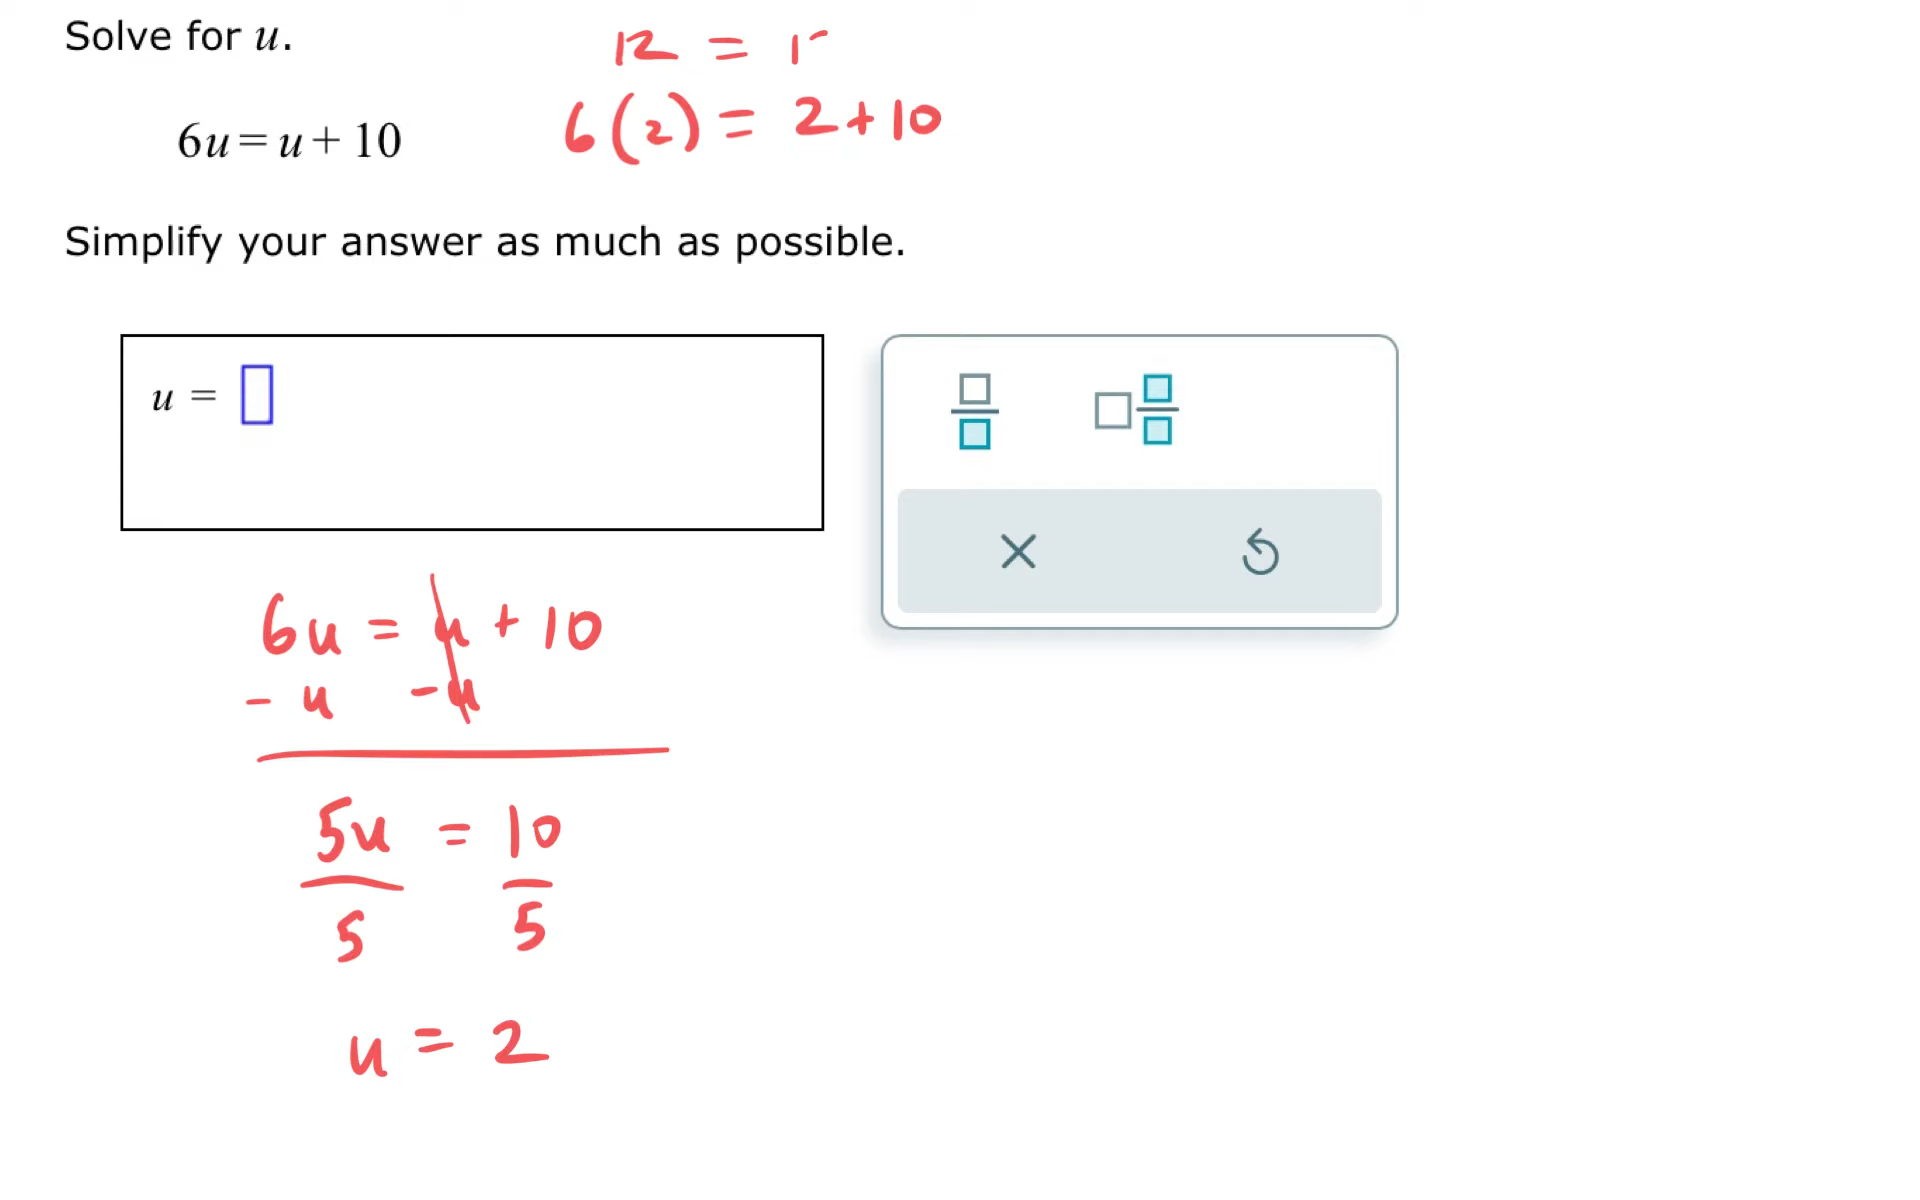 Solve for u.
12 = 1
6(2) = 2+10
6u = u + 10
Simplify your answer as much as possible.
u =
6u = u + 10
- u -u
5u = 10
5 5
u = 2